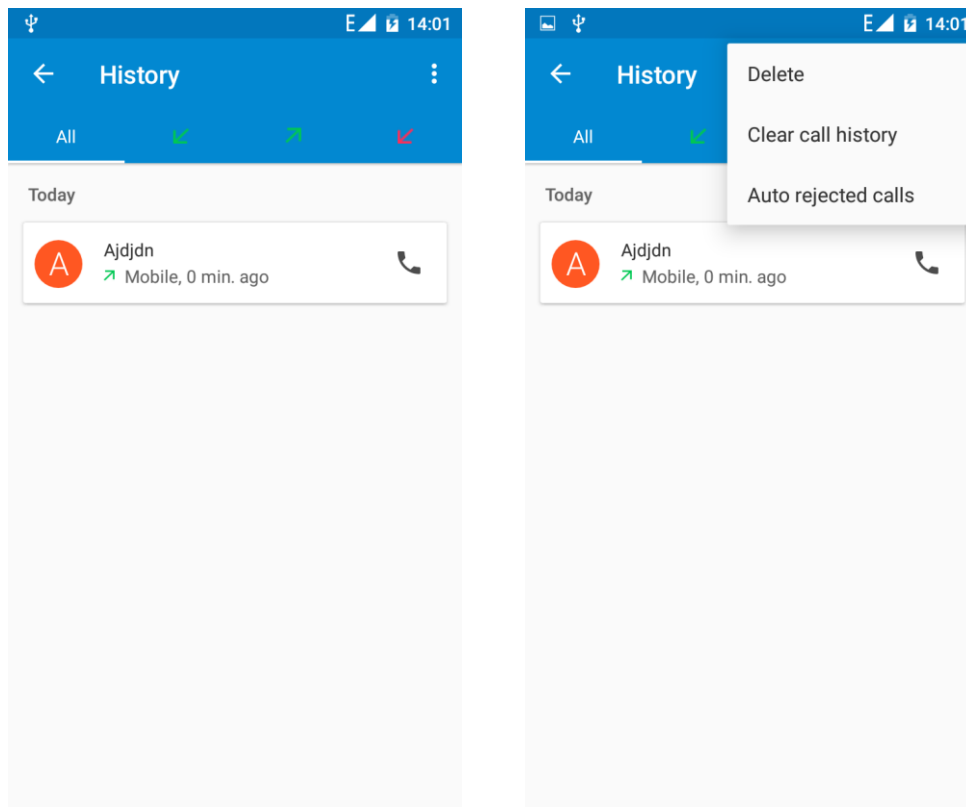 E 14:01
History
All
Today
A
Ajdjdn
Mobile, 0 min. ago
E 14:01
History
Delete
Clear call history
Auto rejected calls
All
Today
A
Ajdjdn
Mobile, 0 min. ago